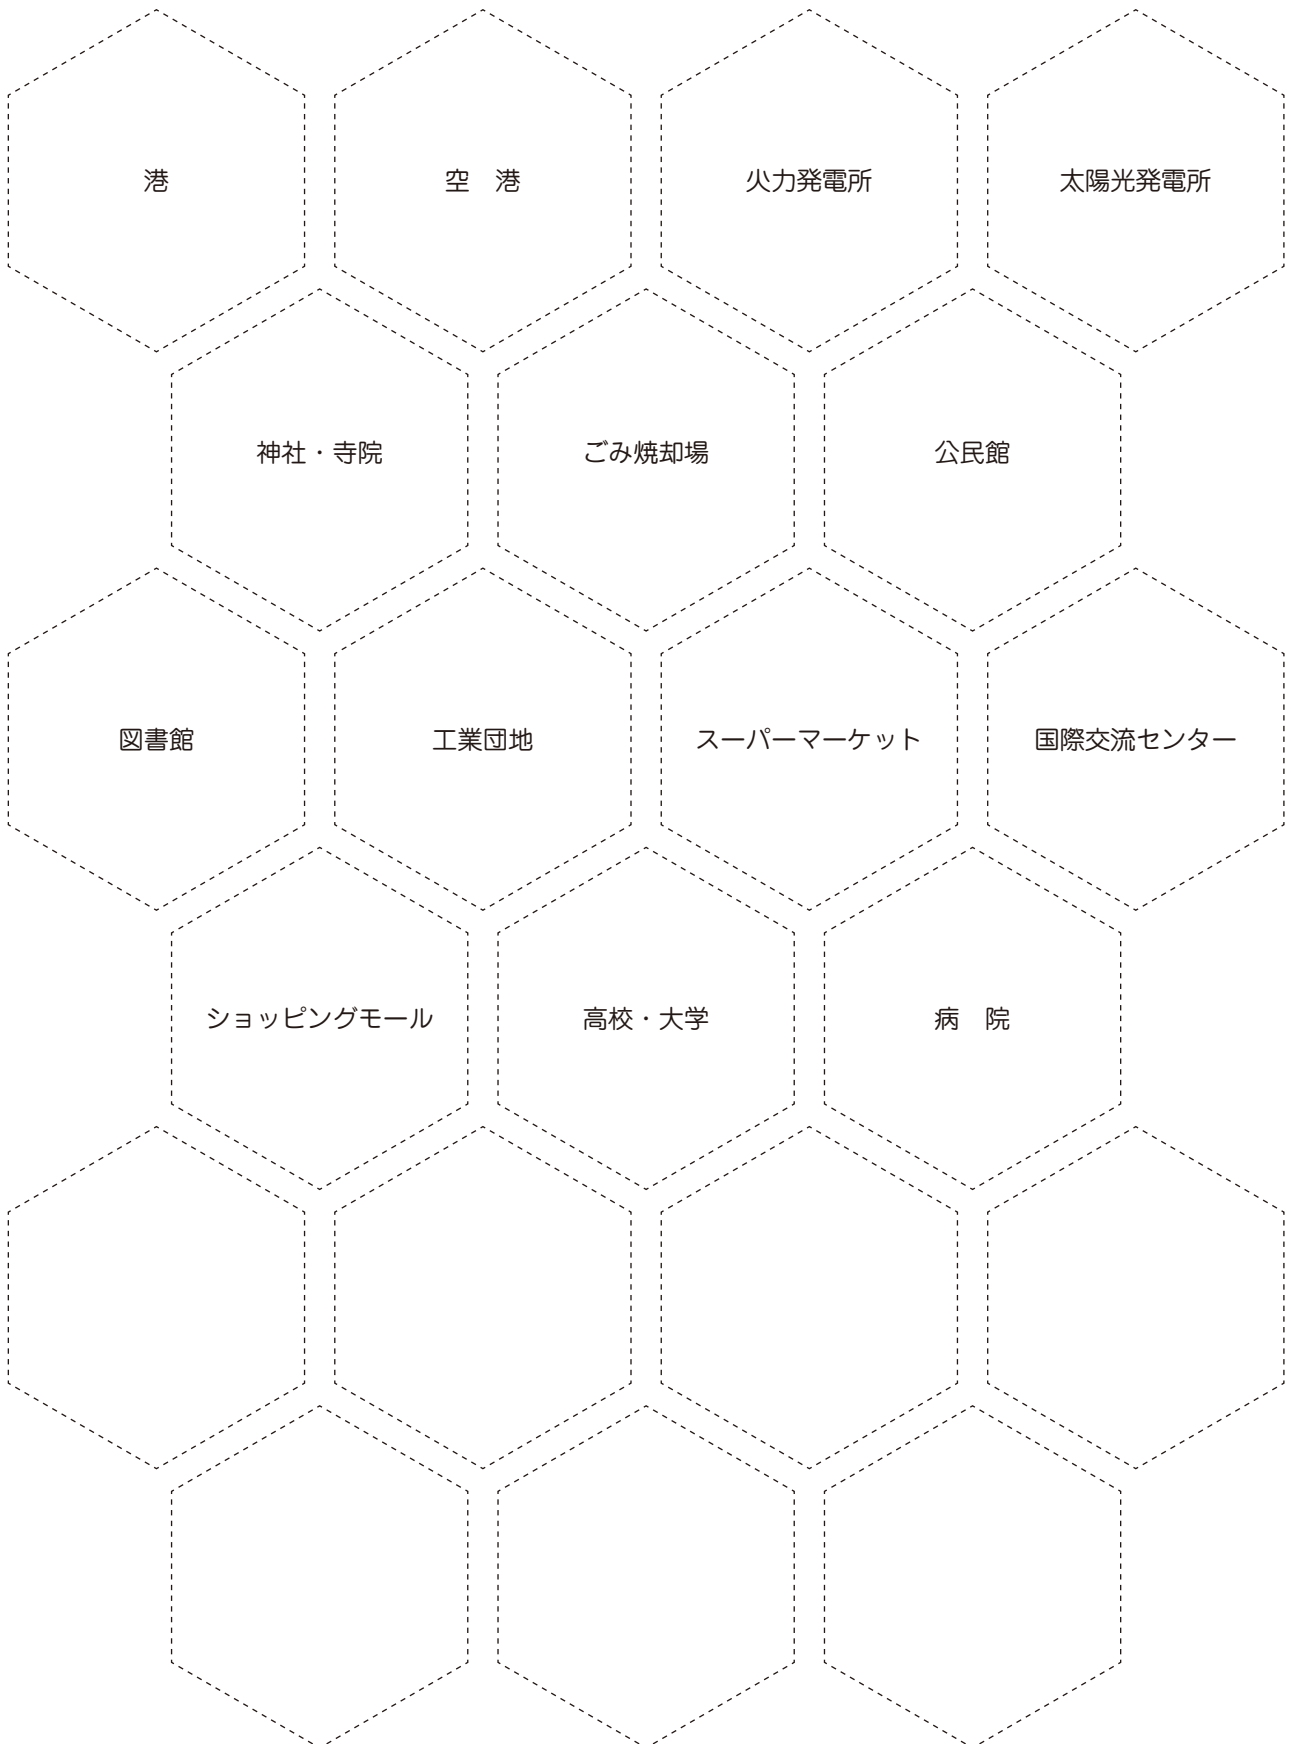 港
空　港
火力発電所
太陽光発電所
神社・寺院
ごみ焼却場
公民館
図書館
工業団地
スーパーマーケット
国際交流センター
ショッピングモール
高校・大学
病　院